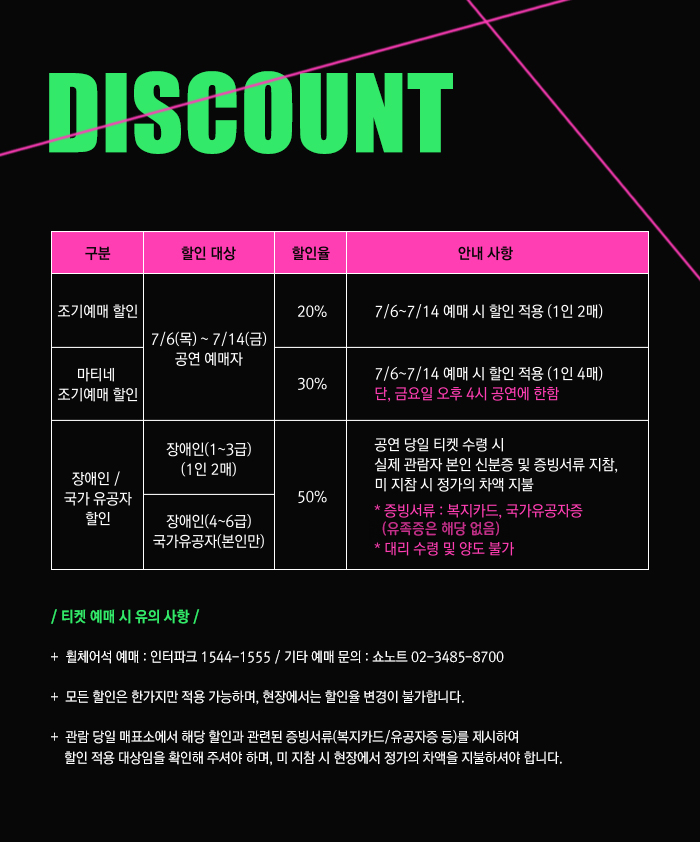 DISCOUNT
구분 할인 대상 할인율 안내 사항
조기예매 할인
7/6(목) ~ 7/14(금)
공연 예매자
20%
7/6~7/14 예매 시 할인 적용 (1인 2매)
마티네
조기예매 할인
30%
7/6~7/14 예매 시 할인 적용 (1인 4매)
단, 금요일 오후 4시 공연에 한함
장애인 /
국가 유공자
할인
장애인(1~3급)
(1인 2매)
장애인(4~6급)
국가유공자(본인만)
50%
공연 당일 티켓 수령 시
실제 관람자 본인 신분증 및 증빙서류 지참,
미 지참 시 정가의 차액 지불
* 증빙서류 : 복지카드, 국가유공자증
(유족증은 해당 없음)
* 대리 수령 및 양도 불가
/ 티켓 예매 시 유의 사항 /
+ 휠체어석 예매 : 인터파크 1544-1555 / 기타 예매 문의 : 쇼노트 02-3485-8700
+ 모든 할인은 한가지만 적용 가능하며, 현장에서는 할인율 변경이 불가합니다.
+ 관람 당일 매표소에서 해당 할인과 관련된 증빙서류(복지카드/유공자증 등)를 제시하여
할인 적용 대상임을 확인해 주셔야 하며, 미 지참 시 현장에서 정가의 차액을 지불하셔야 합니다.